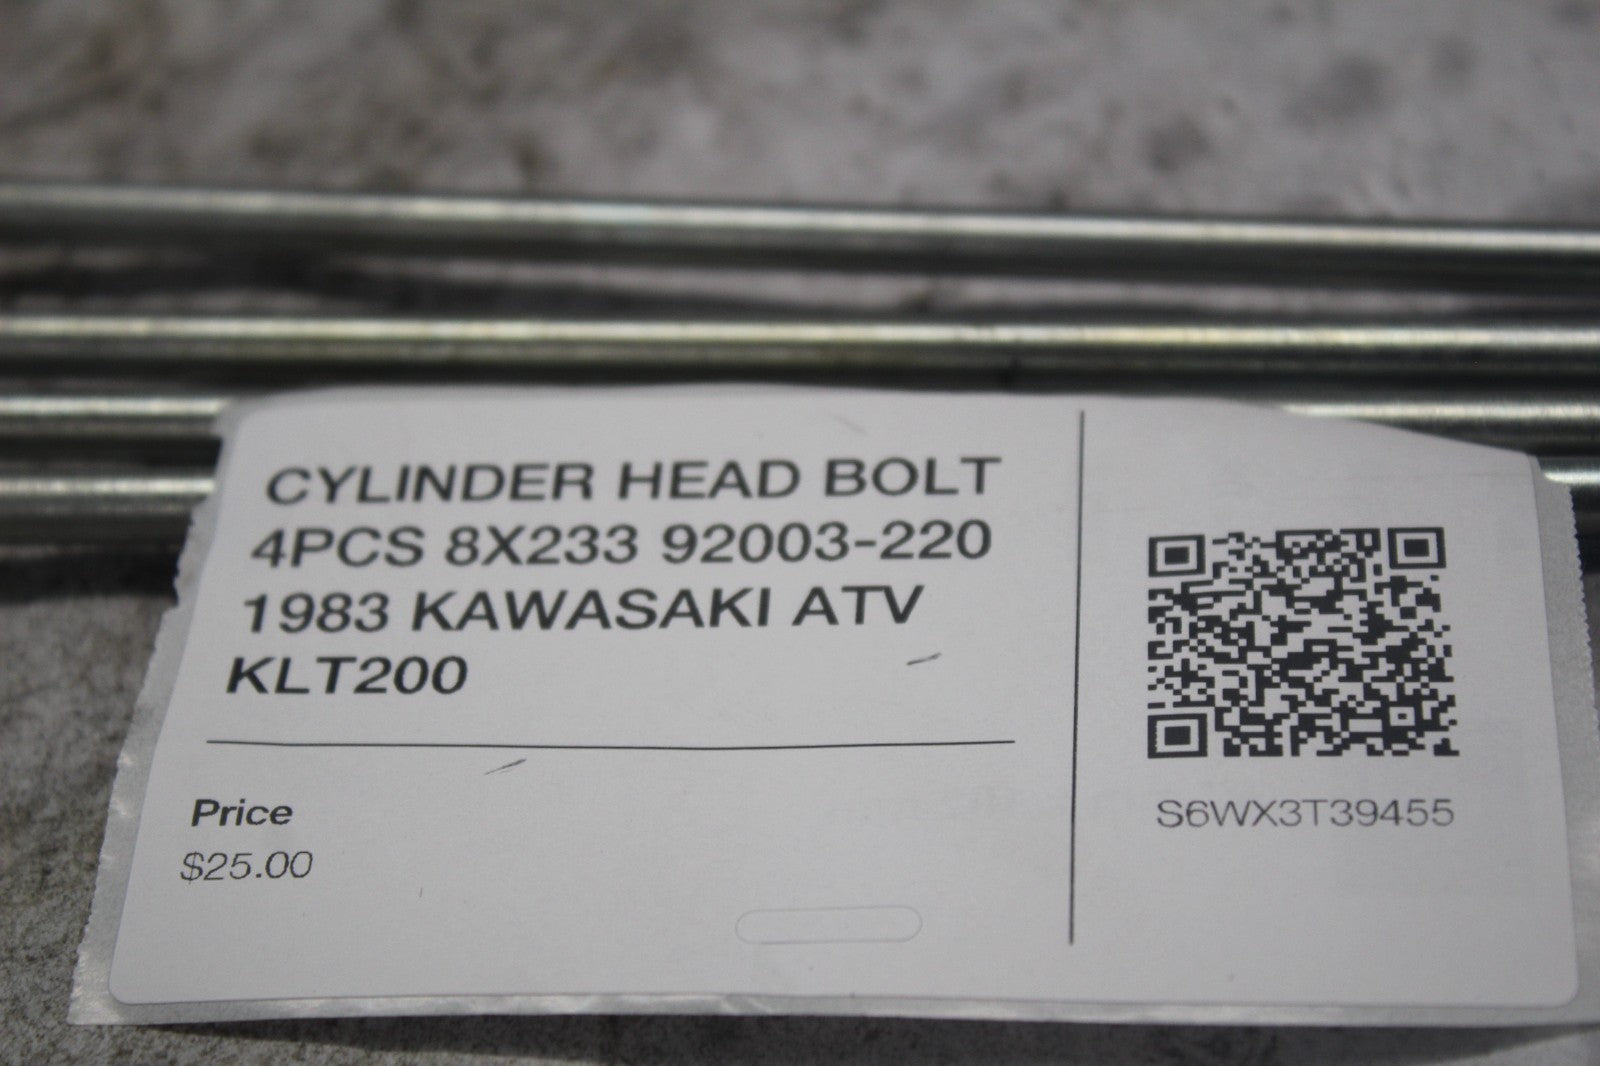 CYLINDER HEAD BOLT
4PCS 8X233 92003-220
1983 KAWASAKI ATV
KLT200
Price
$25.00
S6WX3T39455